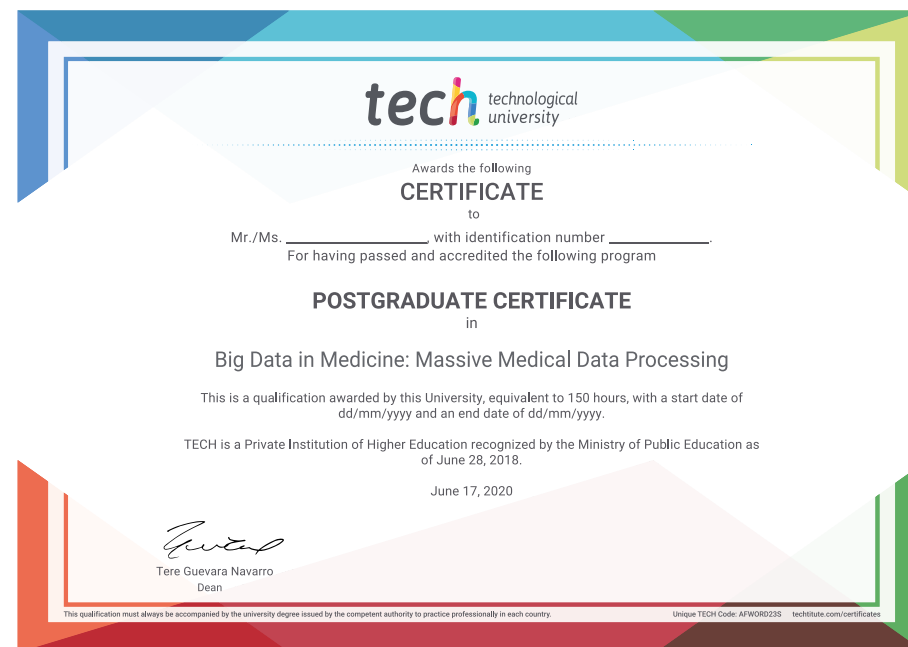 tech technological
university
Awards the following
CERTIFICATE
to
Mr./Ms. ____________________, with identification number ______________.
For having passed and accredited the following program
POSTGRADUATE CERTIFICATE
in
Big Data in Medicine: Massive Medical Data Processing
This is a qualification awarded by this University, equivalent to 150 hours, with a start date of
dd/mm/yyyy and an end date of dd/mm/yyyy.
TECH is a Private Institution of Higher Education recognized by the Ministry of Public Education as
of June 28, 2018.
June 17, 2020
Tere Guevara Navarro
Dean
This qualification must always be accompanied by the university degree issued by the competent authority to practice professionally in each country.
Unique TECH Code: AFWORD23S techtitute.com/certificates